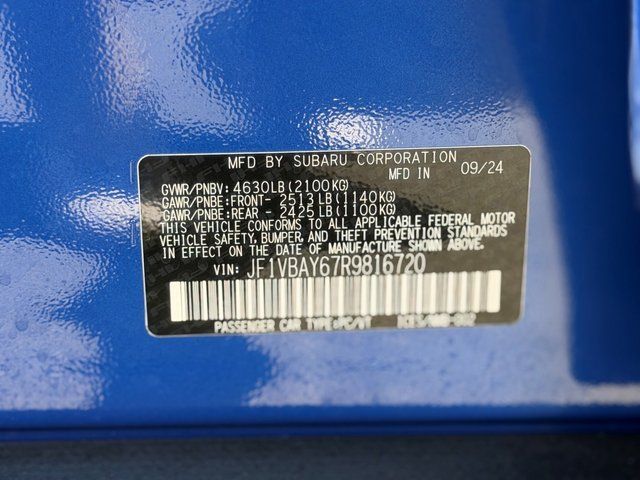 MFD BY SUBARU CORPORATION
MFD IN 09/24
GVWR/PNBV: 4630LB(2100KG)
GAWR/PNBE:FRONT- 2513LB(1140KG)
GAWR/PNBE:REAR - 2425LB(1100KG)
THIS VEHICLE CONFORMS TO ALL APPLICABLE FEDERAL MOTOR
VEHICLE SAFETY, BUMPER, AND THEFT PREVENTION STANDARDS
IN EFFECT ON THE DATE OF MANUFACTURE SHOWN ABOVE.
VIN: JF1VBAY67R9816720
PASSENGER CAR TYPE